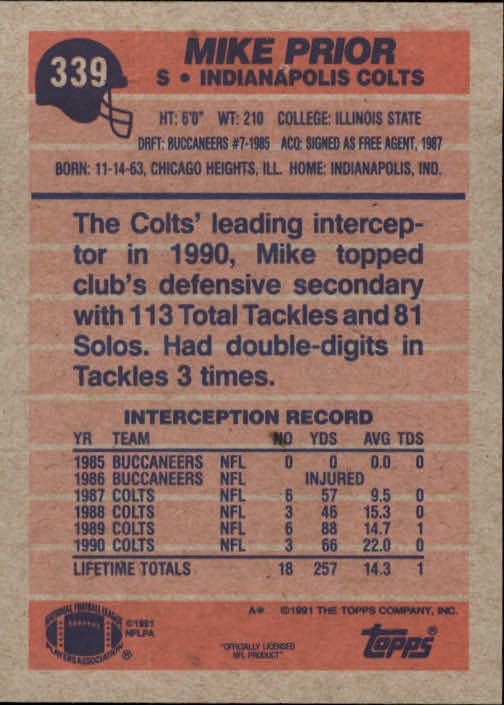 339
MIKE PRIOR
S • INDIANAPOLIS COLTS
HT: 6'0" WT: 210 COLLEGE: ILLINOIS STATE
DRFT: BUCCANEERS #7-1985 ACQ: SIGNED AS FREE AGENT, 1987
BORN: 11-14-63, CHICAGO HEIGHTS, ILL. HOME: INDIANAPOLIS, IND.
The Colts' leading intercep-
tor in 1990, Mike topped
club's defensive secondary
with 113 Total Tackles and 81
Solos. Had double-digits in
Tackles 3 times.
INTERCEPTION RECORD
YR TEAM NO YDS AVG TDS
1985 BUCCANEERS NFL 0 0 0.0 0
1986 BUCCANEERS NFL INJURED
1987 COLTS NFL 6 57 9.5 0
1988 COLTS NFL 3 46 15.3 0
1989 COLTS NFL 6 88 14.7 1
1990 COLTS NFL 3 66 22.0 0
LIFETIME TOTALS 18 257 14.3 1
A* ©1991 THE TOPPS COMPANY, INC.
NATIONAL FOOTBALL LEAGUE
PLAYERS ASSOCIATION ®
©1991
NFLPA
"OFFICIALLY LICENSED
NFL PRODUCT"
topps®